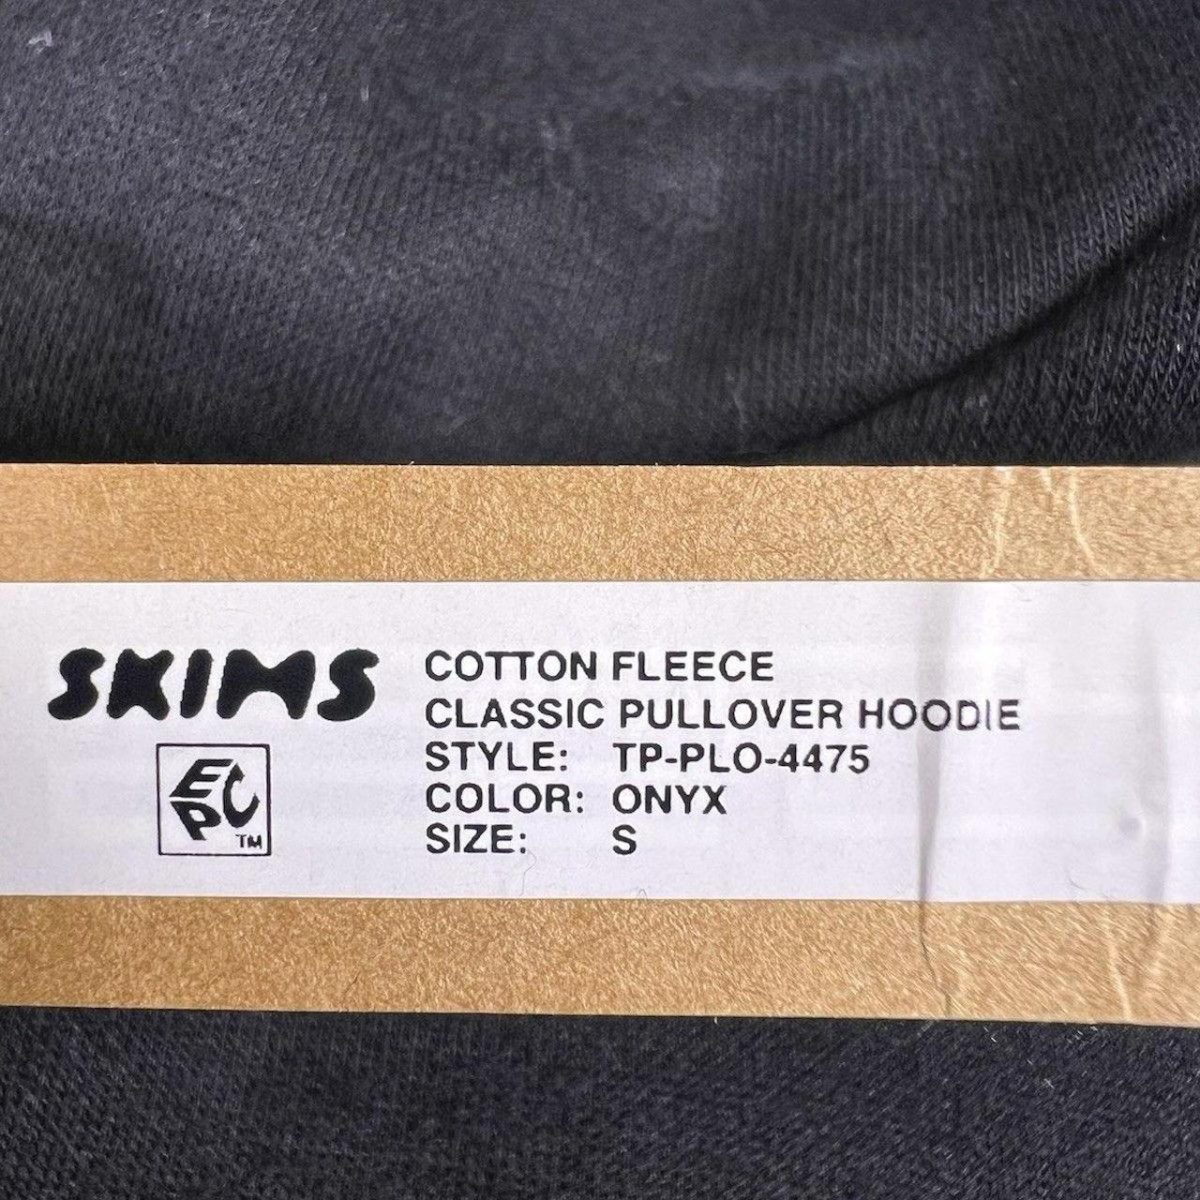 SKIMS
COTTON FLEECE
CLASSIC PULLOVER HOODIE
STYLE: TP-PLO-4475
COLOR: ONYX
SIZE: S
EPC
TM